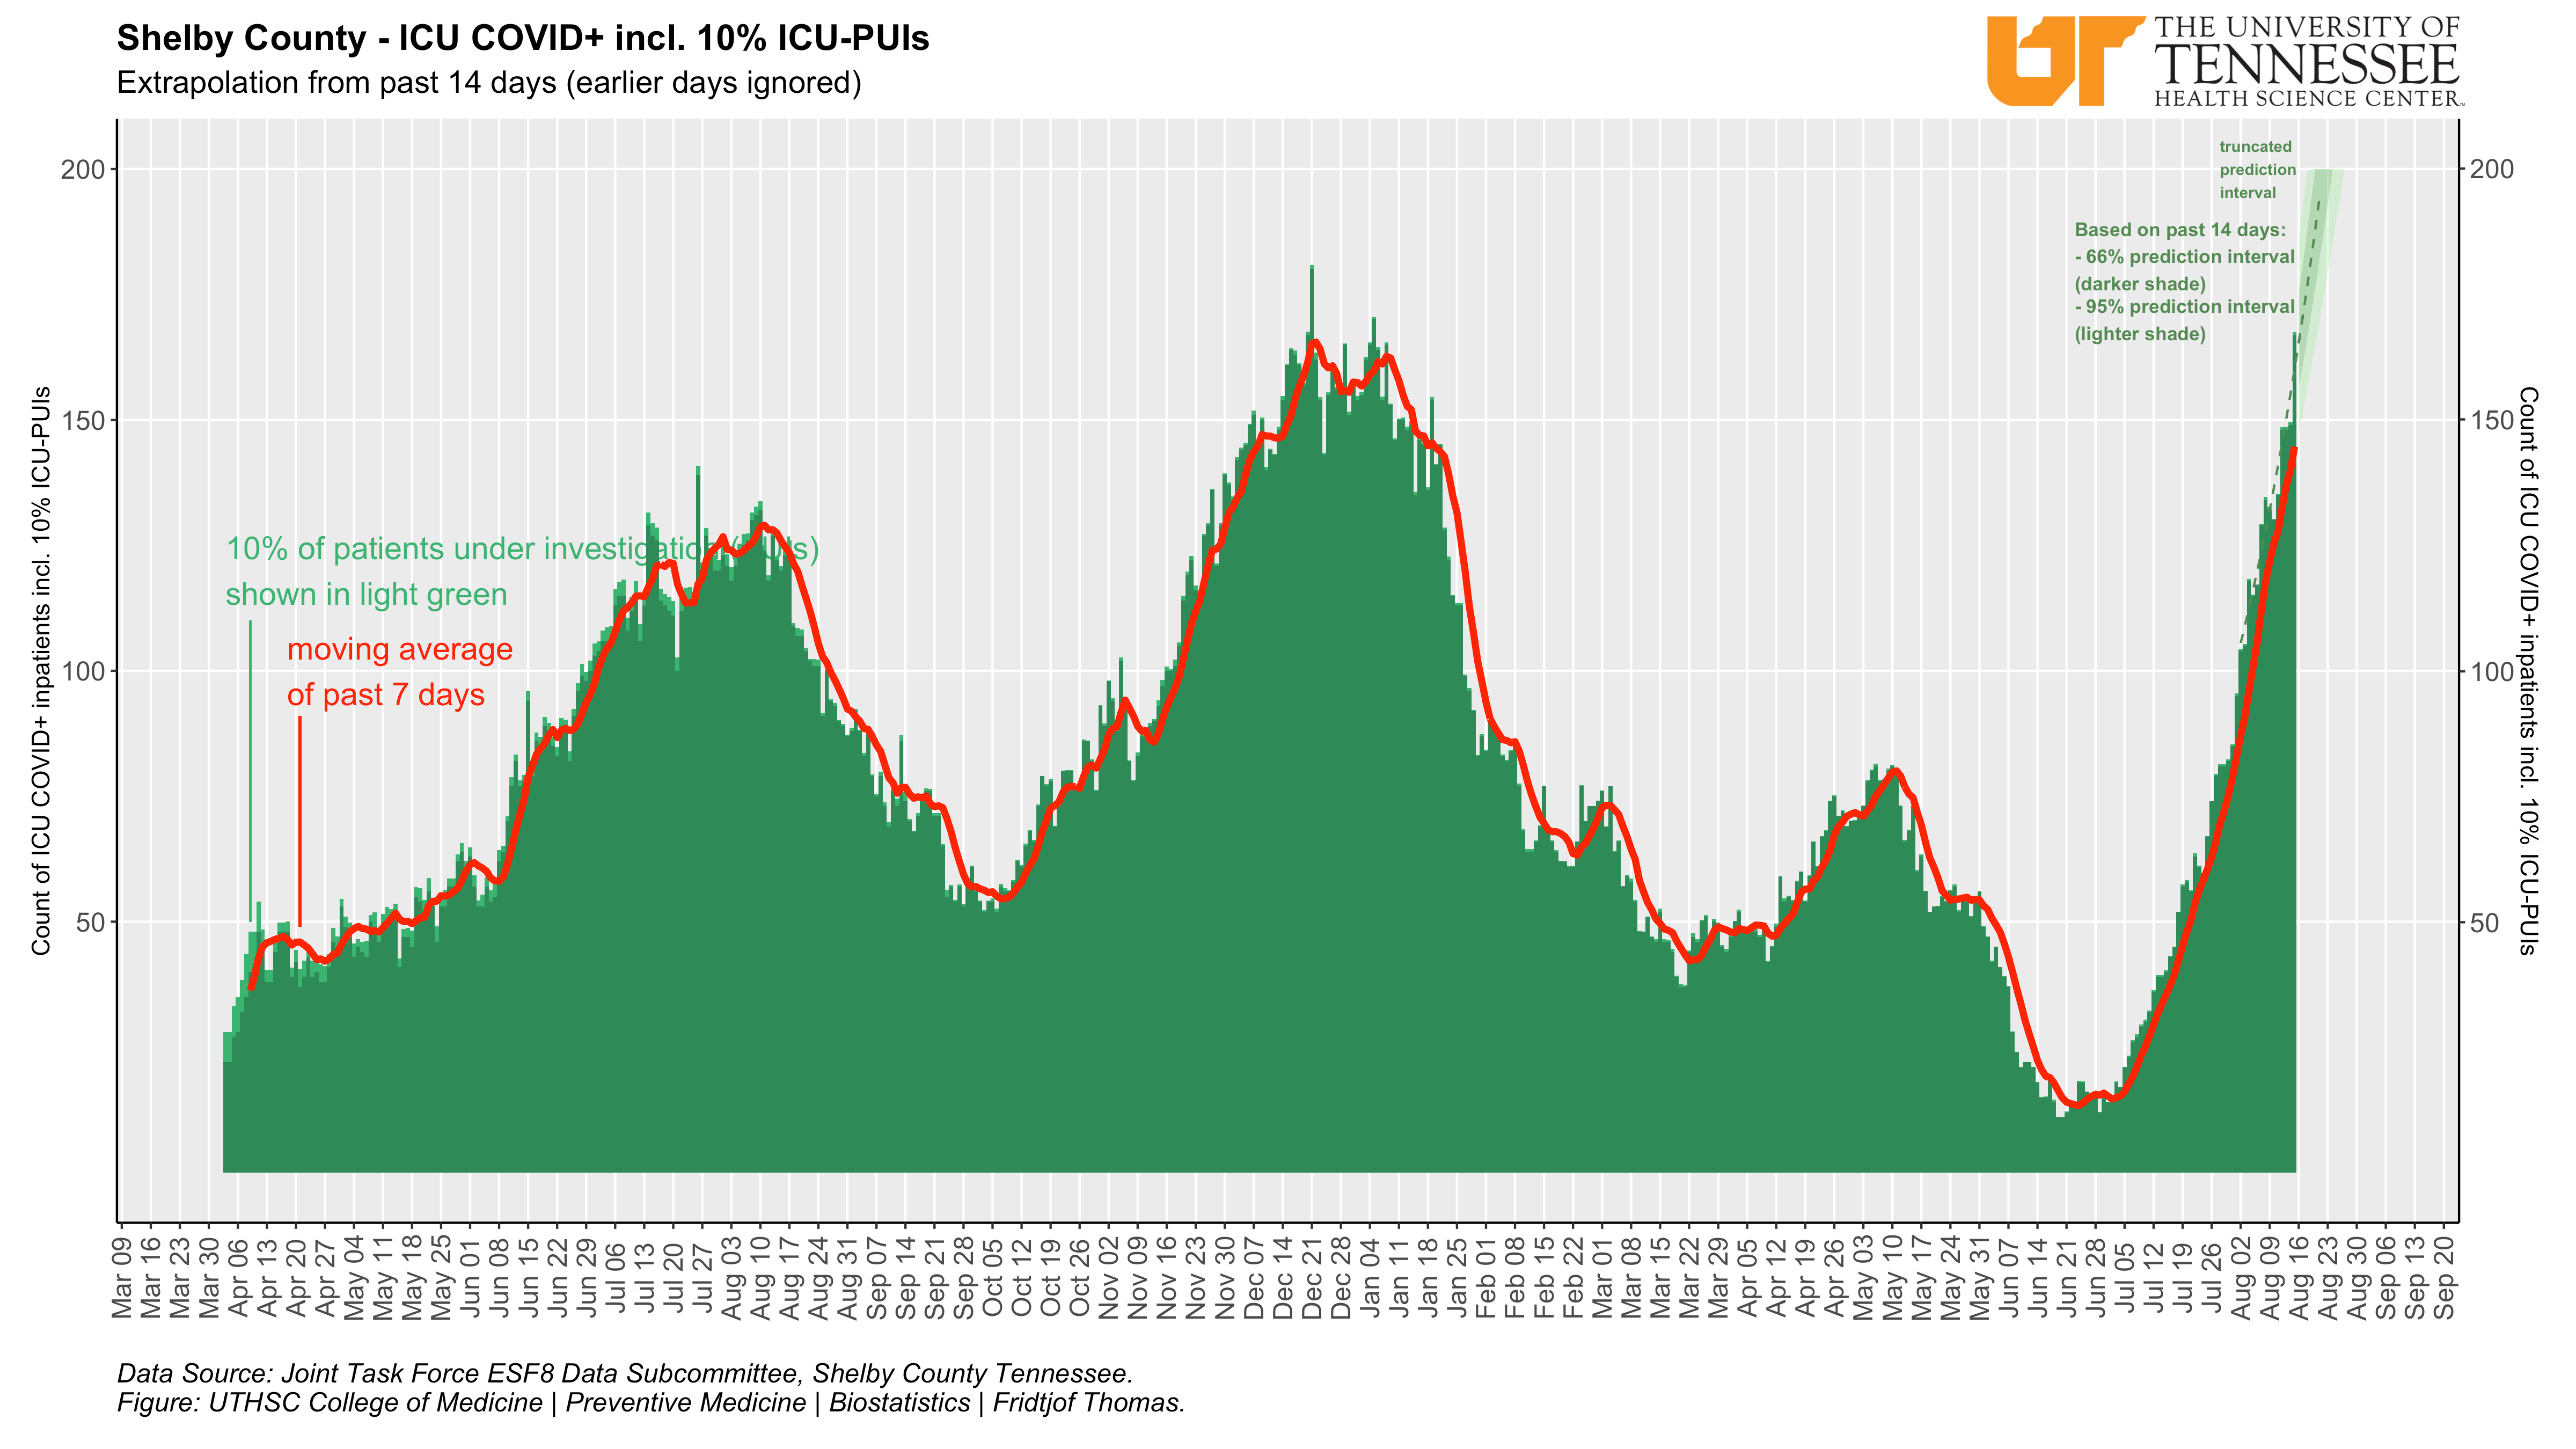 Shelby County - ICU COVID+ incl. 10% ICU-PUIs
Extrapolation from past 14 days (earlier days ignored)
THE UNIVERSITY OF
TENNESSEE
HEALTH SCIENCE CENTER
Count of ICU COVID+ inpatients incl. 10% ICU-PUIs
200
150
100
50
10% of patients under investigation (PUIs)
shown in light green
moving average
of past 7 days
truncated
prediction
interval
Based on past 14 days:
- 66% prediction interval
(darker shade)
- 95% prediction interval
(lighter shade)
200
150
100
50
Count of ICU COVID+ inpatients incl. 10% ICU-PUIs
Mar 09
Mar 16
Mar 23
Mar 30
Apr 06
Apr 13
Apr 20
Apr 27
May 04
May 11
May 18
May 25
Jun 01
Jun 08
Jun 15
Jun 22
Jun 29
Jul 06
Jul 13
Jul 20
Jul 27
Aug 03
Aug 10
Aug 17
Aug 24
Aug 31
Sep 07
Sep 14
Sep 21
Sep 28
Oct 05
Oct 12
Oct 19
Oct 26
Nov 02
Nov 09
Nov 16
Nov 23
Nov 30
Dec 07
Dec 14
Dec 21
Dec 28
Jan 04
Jan 11
Jan 18
Jan 25
Feb 01
Feb 08
Feb 15
Feb 22
Mar 01
Mar 08
Mar 15
Mar 22
Mar 29
Apr 05
Apr 12
Apr 19
Apr 26
May 03
May 10
May 17
May 24
May 31
Jun 07
Jun 14
Jun 21
Jun 28
Jul 05
Jul 12
Jul 19
Jul 26
Aug 02
Aug 09
Aug 16
Aug 23
Aug 30
Sep 06
Sep 13
Sep 20
Data Source: Joint Task Force ESF8 Data Subcommittee, Shelby County Tennessee.
Figure: UTHSC College of Medicine | Preventive Medicine | Biostatistics | Fridtjof Thomas.